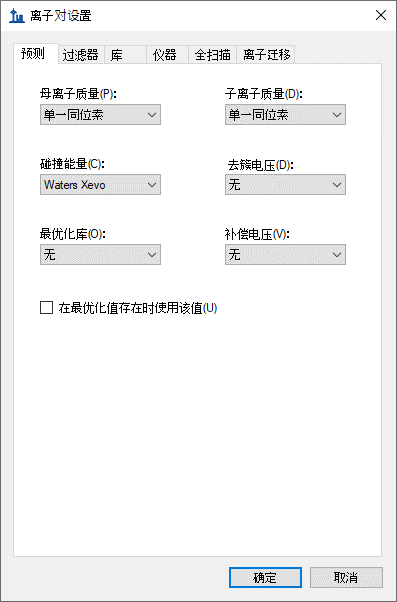 离子对设置
预测 过滤器 库 仪器 全扫描 离子迁移
母离子质量(P): 子离子质量(D):
单一同位素 单一同位素
碰撞能量(C): 去簇电压(D):
Waters Xevo 无
最优化库(O): 补偿电压(V):
无 无
在最优化值存在时使用该值(U)
确定 取消